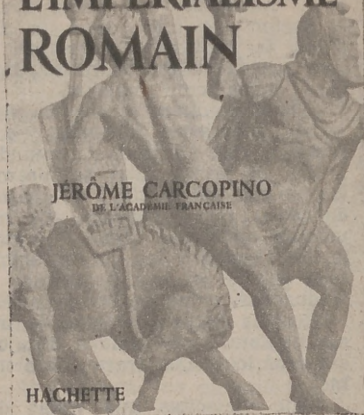 L'IMPÉRIALISME
ROMAIN
JÉRÔME CARCOPINO
DE L'ACADÉMIE FRANÇAISE
HACHETTE